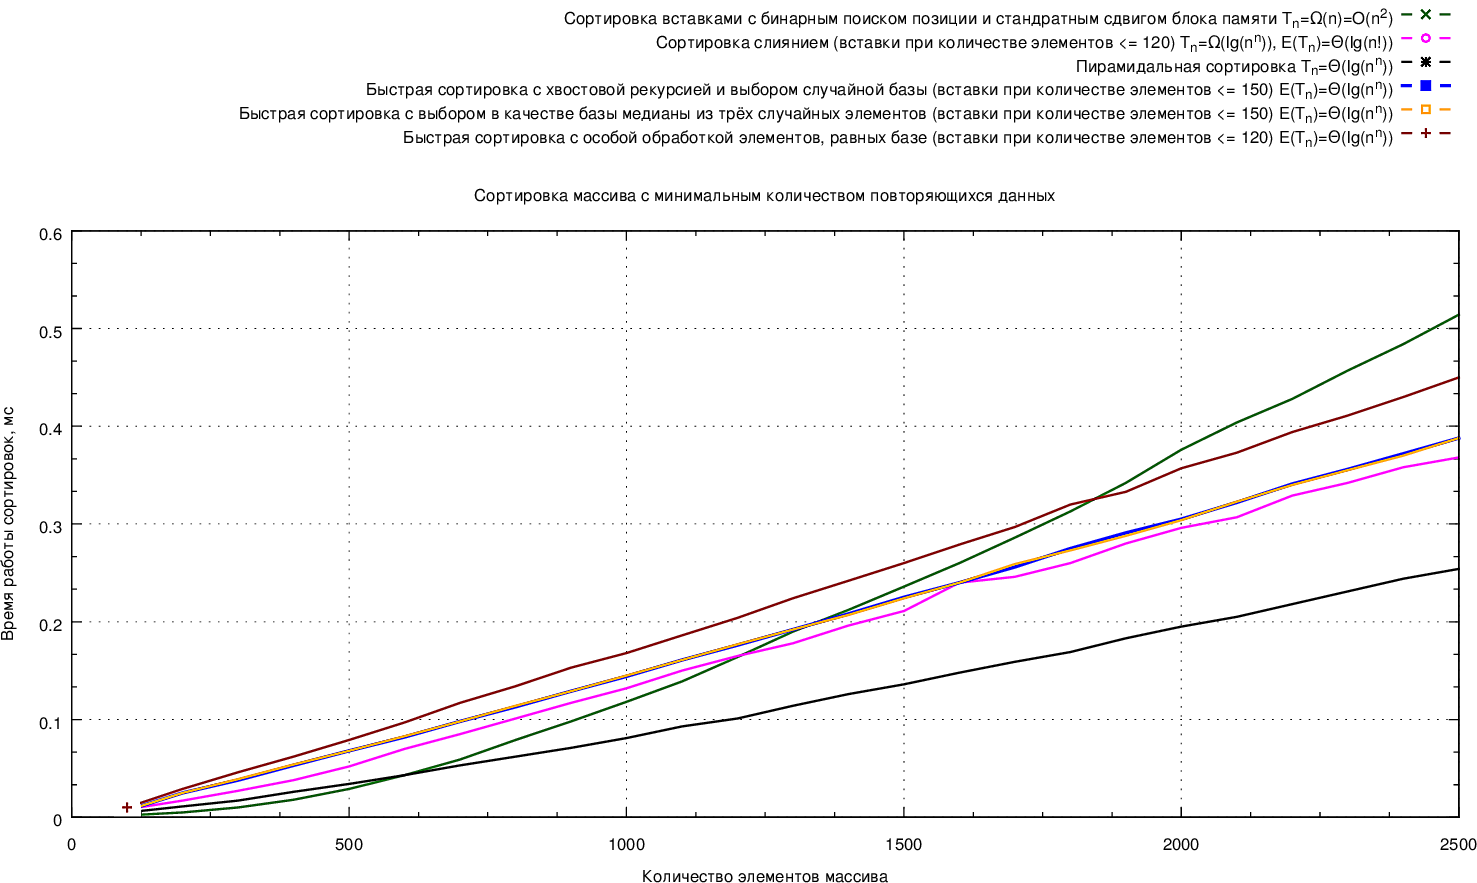 Сортировка вставками с бинарным поиском позиции и стандратным сдвигом блока памяти Tn=Ω(n)=O(n2)
Сортировка слиянием (вставки при количестве элементов <= 120) Tn=Ω(lg(nn)), E(Tn)=Θ(lg(n!))
Пирамидальная сортировка Tn=Θ(lg(nn))
Быстрая сортировка с хвостовой рекурсией и выбором случайной базы (вставки при количестве элементов <= 150) E(Tn)=Θ(lg(nn))
Быстрая сортировка с выбором в качестве базы медианы из трёх случайных элементов (вставки при количестве элементов <= 150) E(Tn)=Θ(lg(nn))
Быстрая сортировка с особой обработкой элементов, равных базе (вставки при количестве элементов <= 120) E(Tn)=Θ(lg(nn))
Сортировка массива с минимальным количеством повторяющихся данных
0.6
0.5
0.4
0.3
0.2
0.1
0
Время работы сортировок, мс
0 500 1000 1500 2000 2500
Количество элементов массива